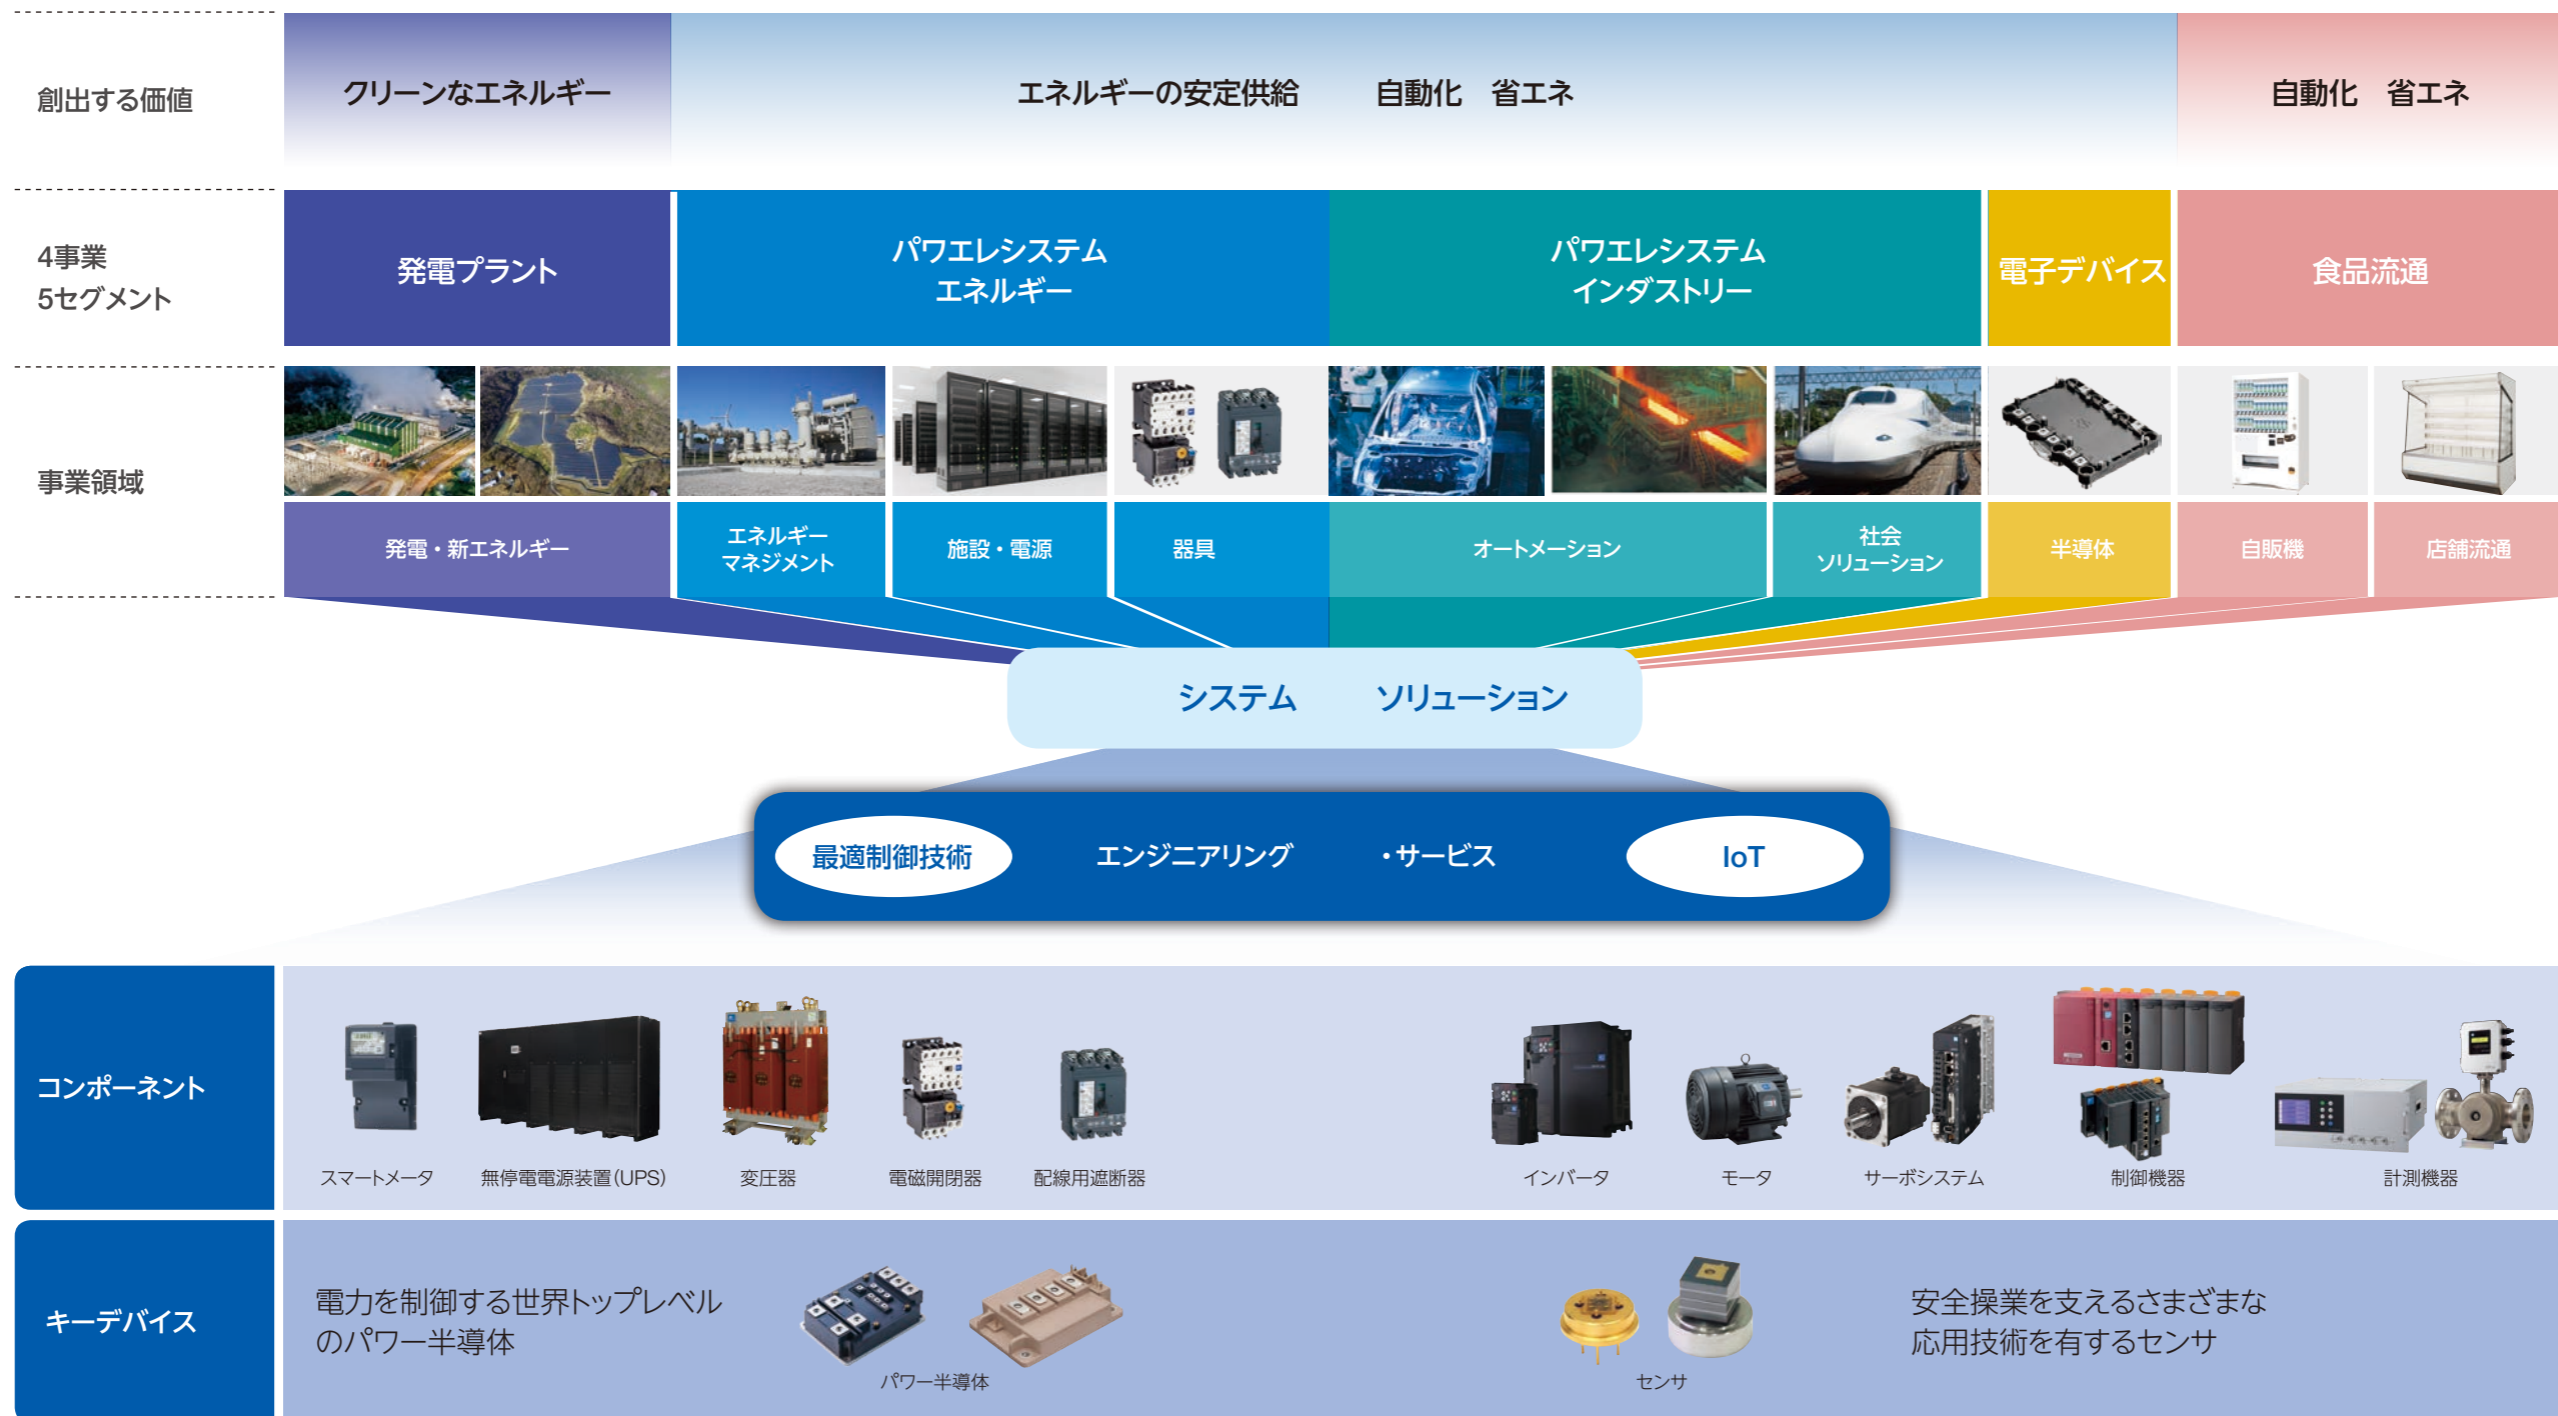 創出する価値
クリーンなエネルギー
エネルギーの安定供給 自動化 省エネ
自動化 省エネ
4事業
5セグメント
発電プラント
パワエレシステム
エネルギー
パワエレシステム
インダストリー
電子デバイス
食品流通
事業領域
発電・新エネルギー
エネルギー
マネジメント
施設・電源
器具
オートメーション
社会
ソリューション
半導体
自販機
店舗流通
システム ソリューション
最適制御技術
エンジニアリング ・サービス
IoT
コンポーネント
スマートメータ
無停電電源装置(UPS)
変圧器
電磁開閉器
配線用遮断器
インバータ
モータ
サーボシステム
制御機器
計測機器
キーデバイス
電力を制御する世界トップレベル
のパワー半導体
パワー半導体
センサ
安全操業を支えるさまざまな
応用技術を有するセンサ